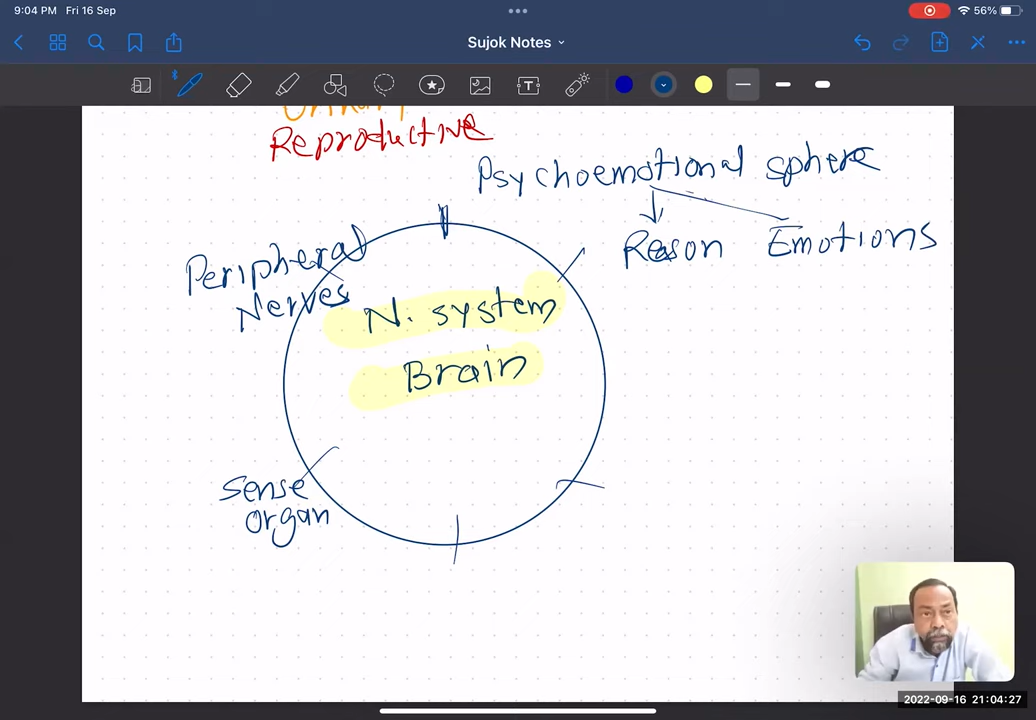 9:04 PM Fri 16 Sep
56%
Sujok Notes
T
Urinary
Reproductive
Psychoemotional sphere
Reason Emotions
Peripheral
Nerves
N. system
Brain
Sense
organ
2022-09-16 21:04:27